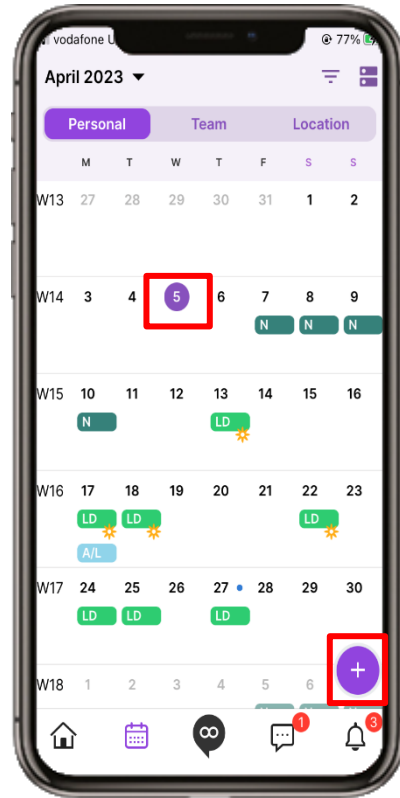 vodafone U 77%
April 2023
Personal Team Location
M T W T F S S
W13 27 28 29 30 31 1 2
W14 3 4 5 6 7 8 9
N N N
W15 10 11 12 13 14 15 16
N LD
W16 17 18 19 20 21 22 23
LD LD LD
A/L
W17 24 25 26 27 28 29 30
LD LD LD
+
W18 1 2 3 4 5 6
1 3